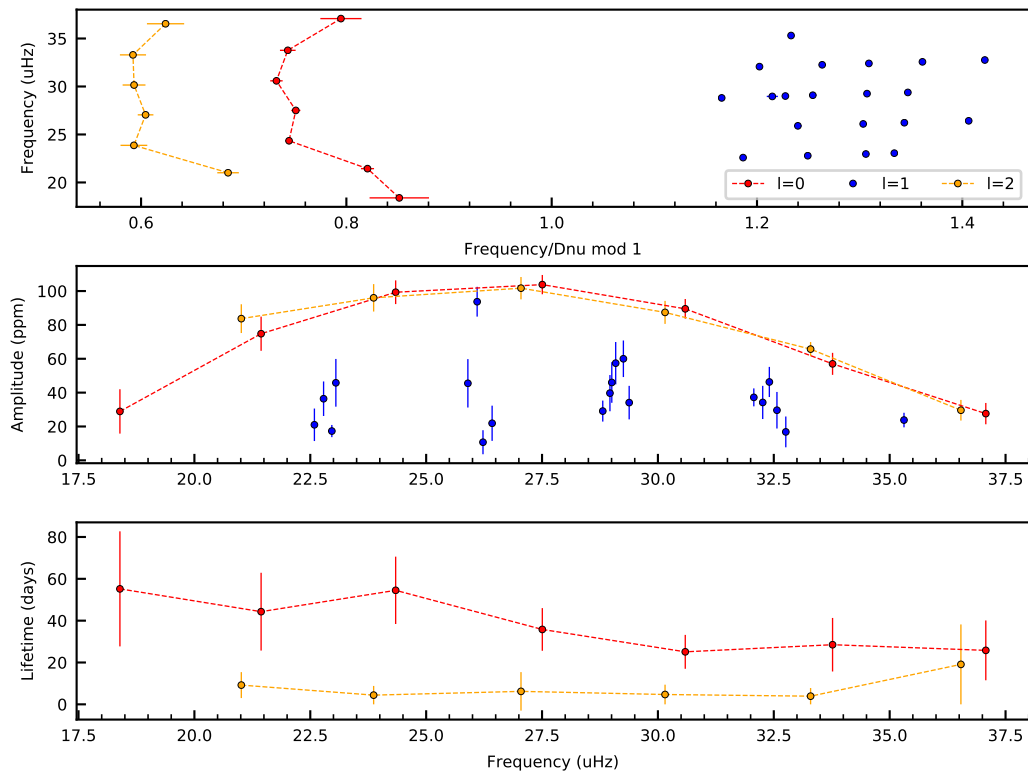 Frequency (uHz)
35
30
25
20
0.6 0.8 1.0 1.2 1.4
l=0 l=1 l=2
Frequency/Dnu mod 1
Amplitude (ppm)
100
80
60
40
20
0
17.5 20.0 22.5 25.0 27.5 30.0 32.5 35.0 37.5
Lifetime (days)
80
60
40
20
0
17.5 20.0 22.5 25.0 27.5 30.0 32.5 35.0 37.5
Frequency (uHz)